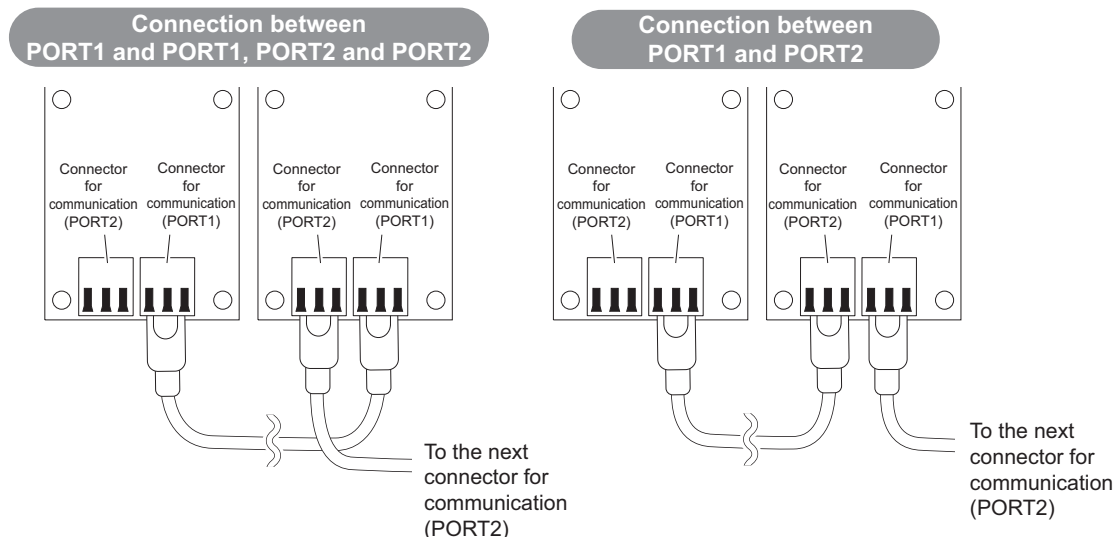 Connection between
PORT1 and PORT1, PORT2 and PORT2
Connector
for
communication
(PORT2)
Connector
for
communication
(PORT1)
Connector
for
communication
(PORT2)
Connector
for
communication
(PORT1)
To the next
connector for
communication
(PORT2)
Connection between
PORT1 and PORT2
Connector
for
communication
(PORT2)
Connector
for
communication
(PORT1)
Connector
for
communication
(PORT2)
Connector
for
communication
(PORT1)
To the next
connector for
communication
(PORT2)